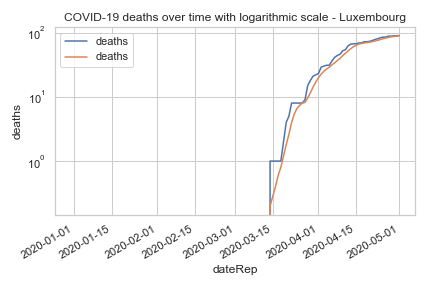 COVID-19 deaths over time with logarithmic scale - Luxembourg
deaths
deaths
10²
10¹
10⁰
deaths
2020-01-01
2020-01-15
2020-02-01
2020-02-15
2020-03-01
2020-03-15
2020-04-01
2020-04-15
2020-05-01
dateRep